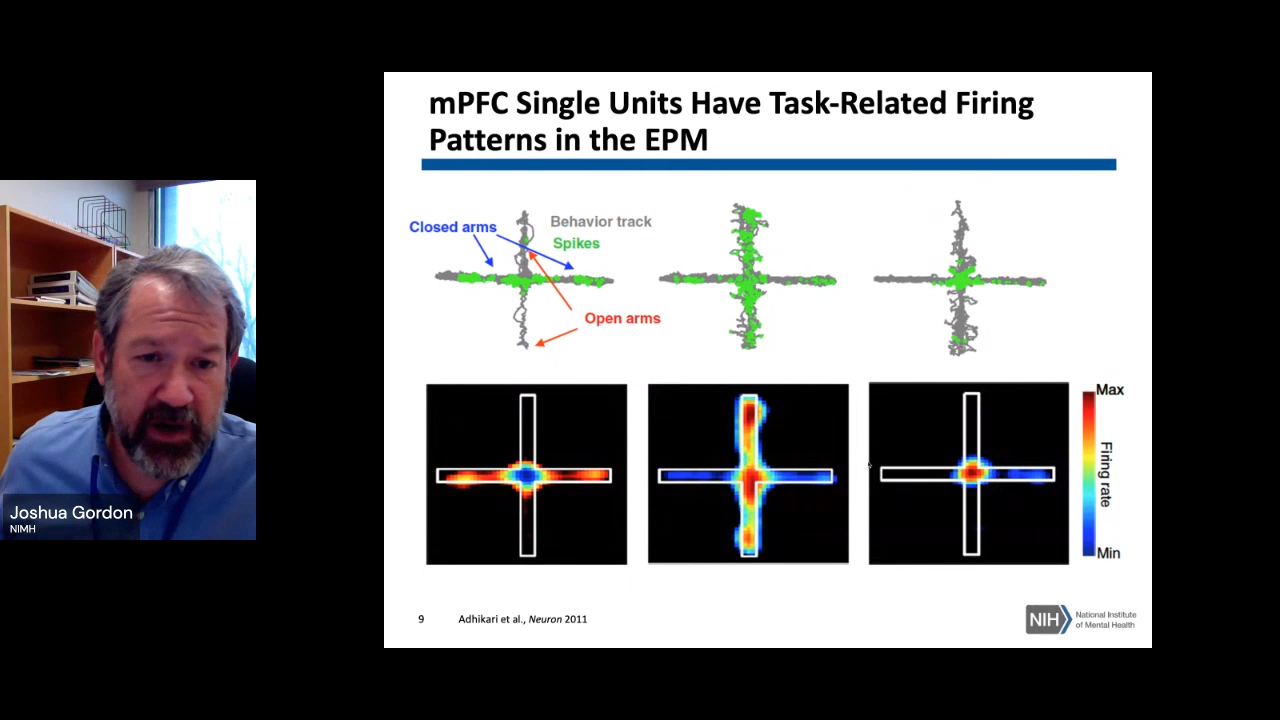 mPFC Single Units Have Task-Related Firing
Patterns in the EPM
Closed arms
Behavior track
Spikes
Open arms
Max
Firing rate
Min
Joshua Gordon
NIMH
9
Adhikari et al., Neuron 2011
NIH
National Institute
of Mental Health